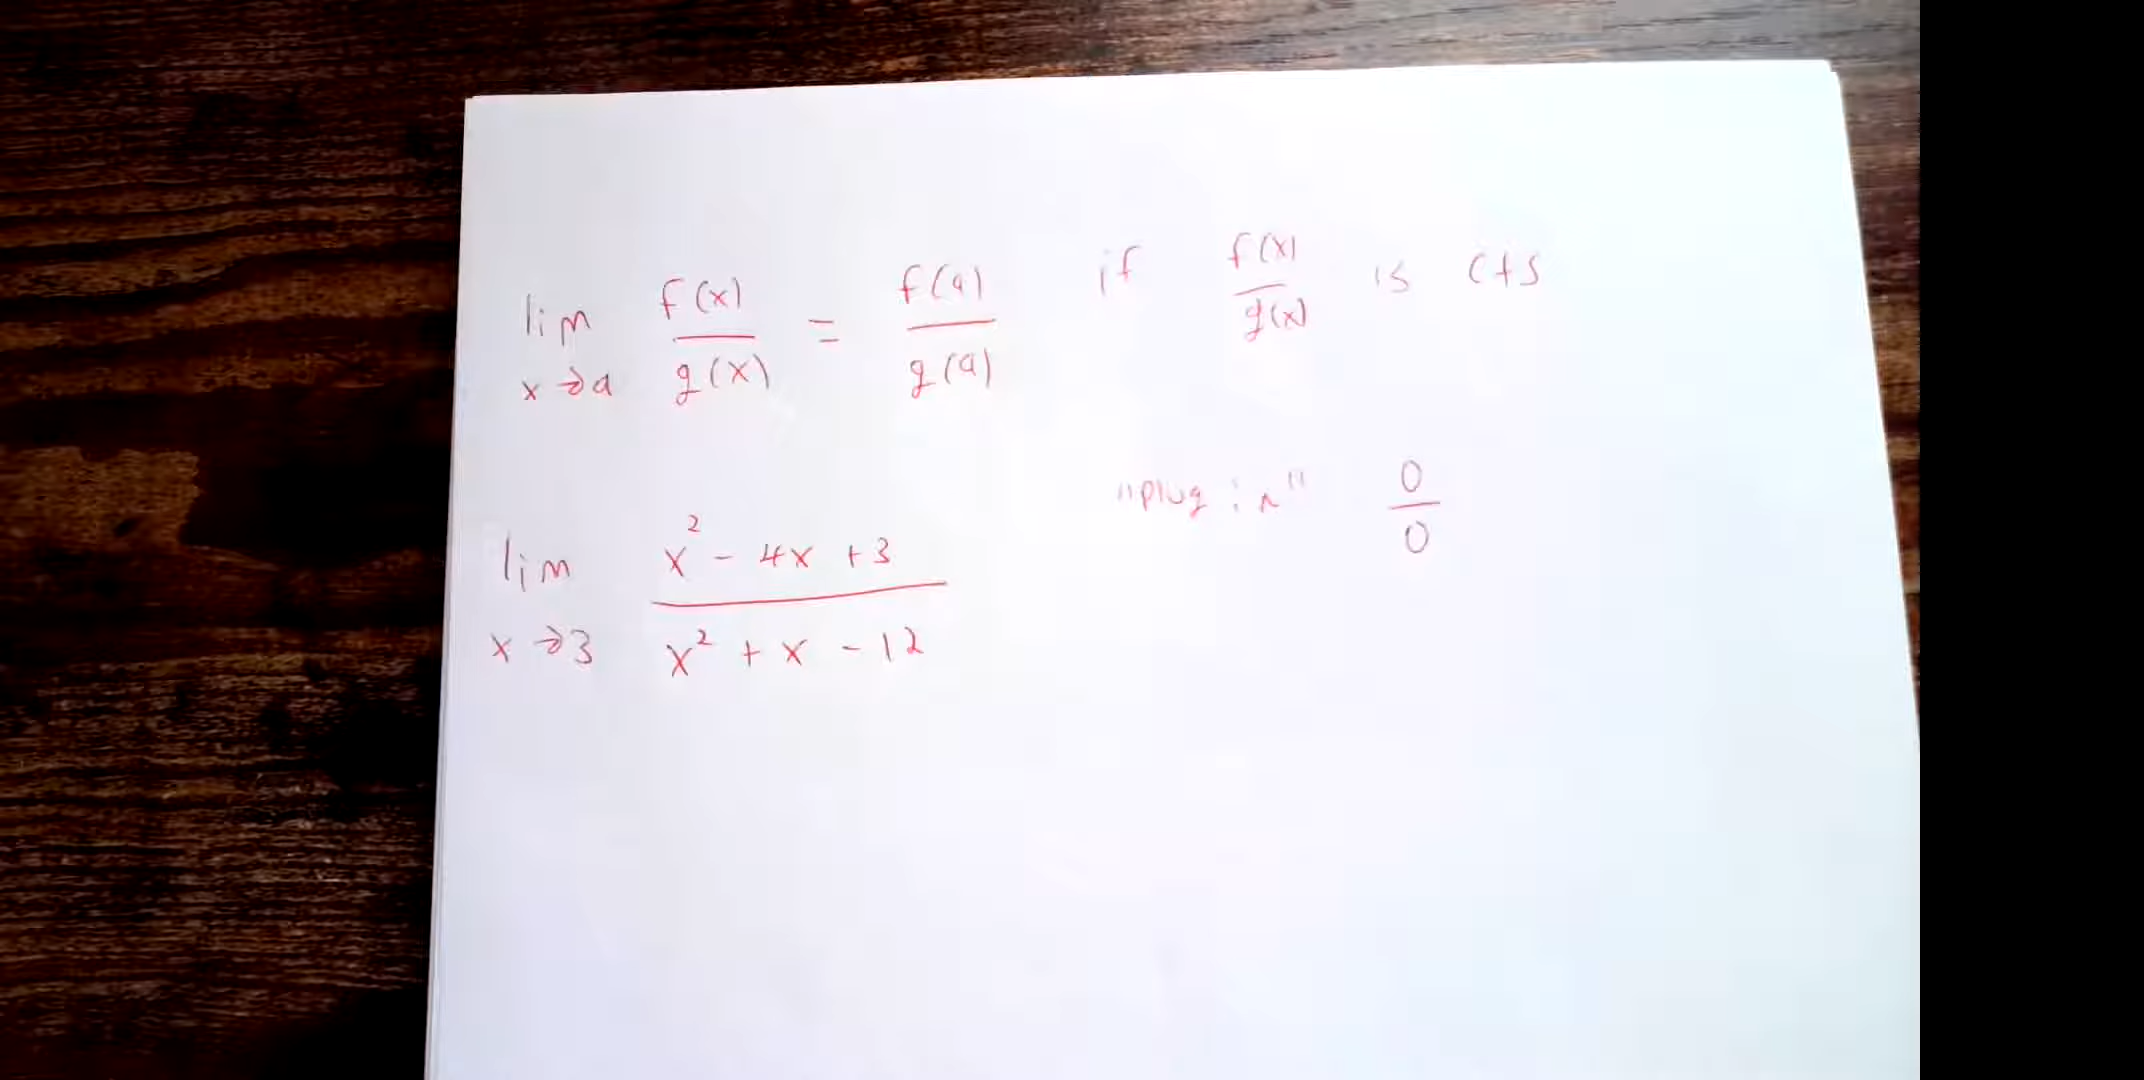 lim x→a f(x)/g(x) = f(a)/g(a) if f(x)/g(x) is cts
"plug in" 0/0
lim x→3 (x² - 4x + 3)/(x² + x - 12)